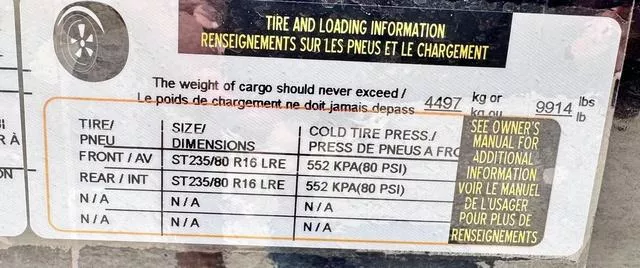 TIRE AND LOADING INFORMATION
RENSEIGNEMENTS SUR LES PNEUS ET LE CHARGEMENT
The weight of cargo should never exceed /
Le poids de chargement ne doit jamais depass 4497 kg or 9914 lbs
kg ou lb
TIRE/ SIZE/ COLD TIRE PRESS./
PNEU DIMENSIONS PRESS DE PNEUS A FRO
FRONT / AV ST235/80 R16 LRE 552 KPA(80 PSI)
REAR / INT ST235/80 R16 LRE 552 KPA(80 PSI)
N / A N / A N / A
N / A N / A N / A
SEE OWNER'S
MANUAL FOR
ADDITIONAL
INFORMATION
VOIR LE MANUEL
DE L'USAGER
POUR PLUS DE
RENSEIGNEMENTS